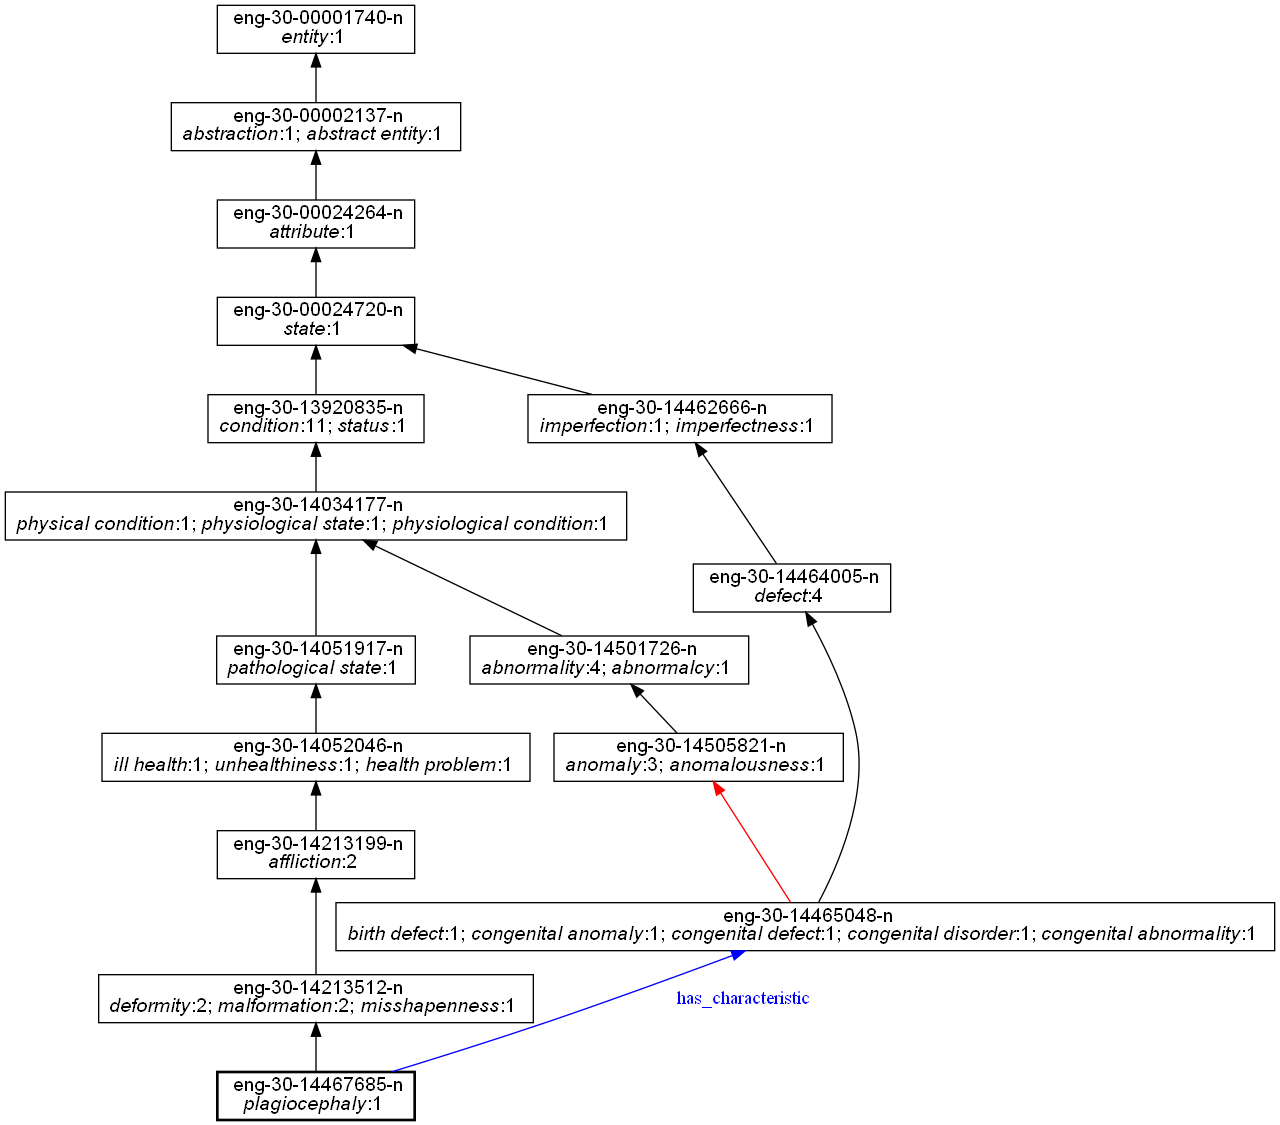 eng-30-00001740-n
entity:1
eng-30-00002137-n
abstraction:1; abstract entity:1
eng-30-00024264-n
attribute:1
eng-30-00024720-n
state:1
eng-30-13920835-n
condition:11; status:1
eng-30-14462666-n
imperfection:1; imperfectness:1
eng-30-14034177-n
physical condition:1; physiological state:1; physiological condition:1
eng-30-14464005-n
defect:4
eng-30-14051917-n
pathological state:1
eng-30-14501726-n
abnormality:4; abnormalcy:1
eng-30-14052046-n
ill health:1; unhealthiness:1; health problem:1
eng-30-14505821-n
anomaly:3; anomalousness:1
eng-30-14213199-n
affliction:2
eng-30-14465048-n
birth defect:1; congenital anomaly:1; congenital defect:1; congenital disorder:1; congenital abnormality:1
eng-30-14213512-n
deformity:2; malformation:2; misshapenness:1
has_characteristic
eng-30-14467685-n
plagiocephaly:1